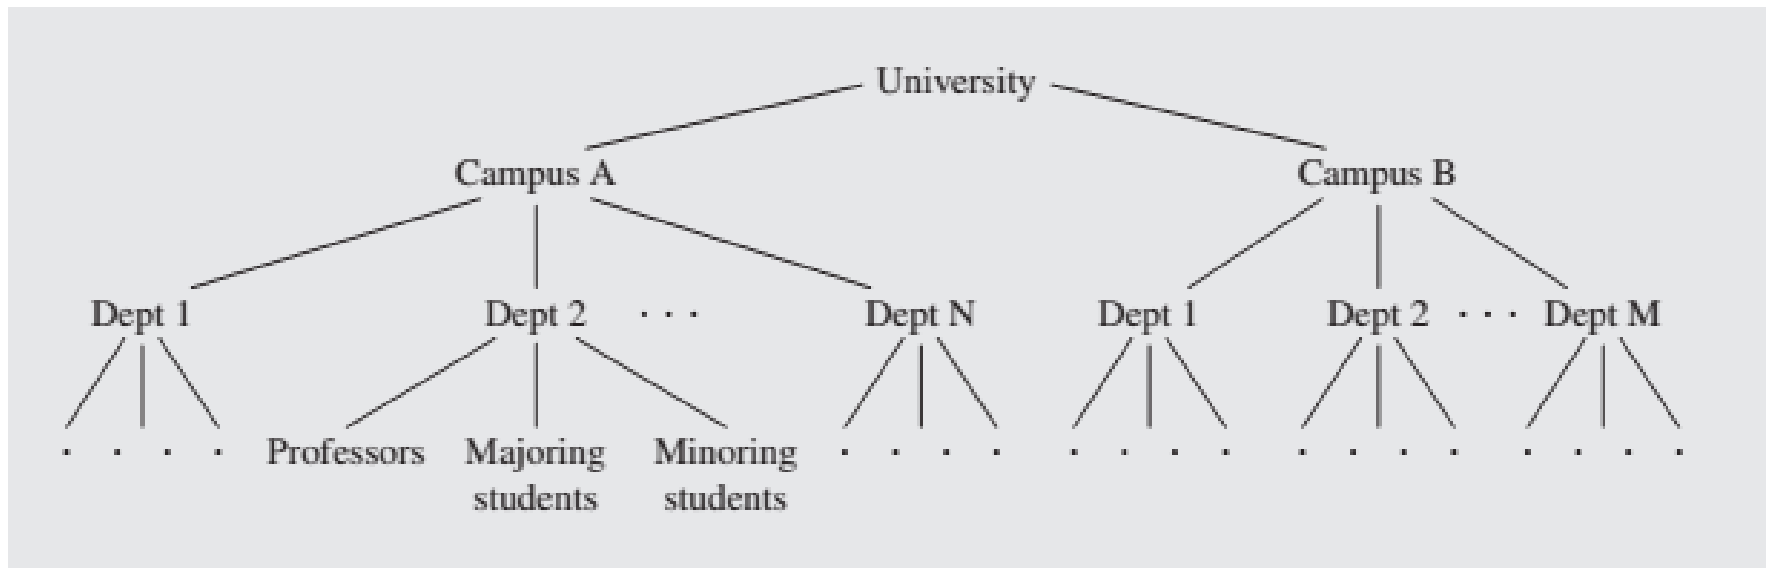 University
Campus A Campus B
Dept 1 Dept 2 . . . Dept N Dept 1 Dept 2 . . . Dept M
. . . . Professors Majoring Minoring . . . . . . . . . . . . . . . .
students students